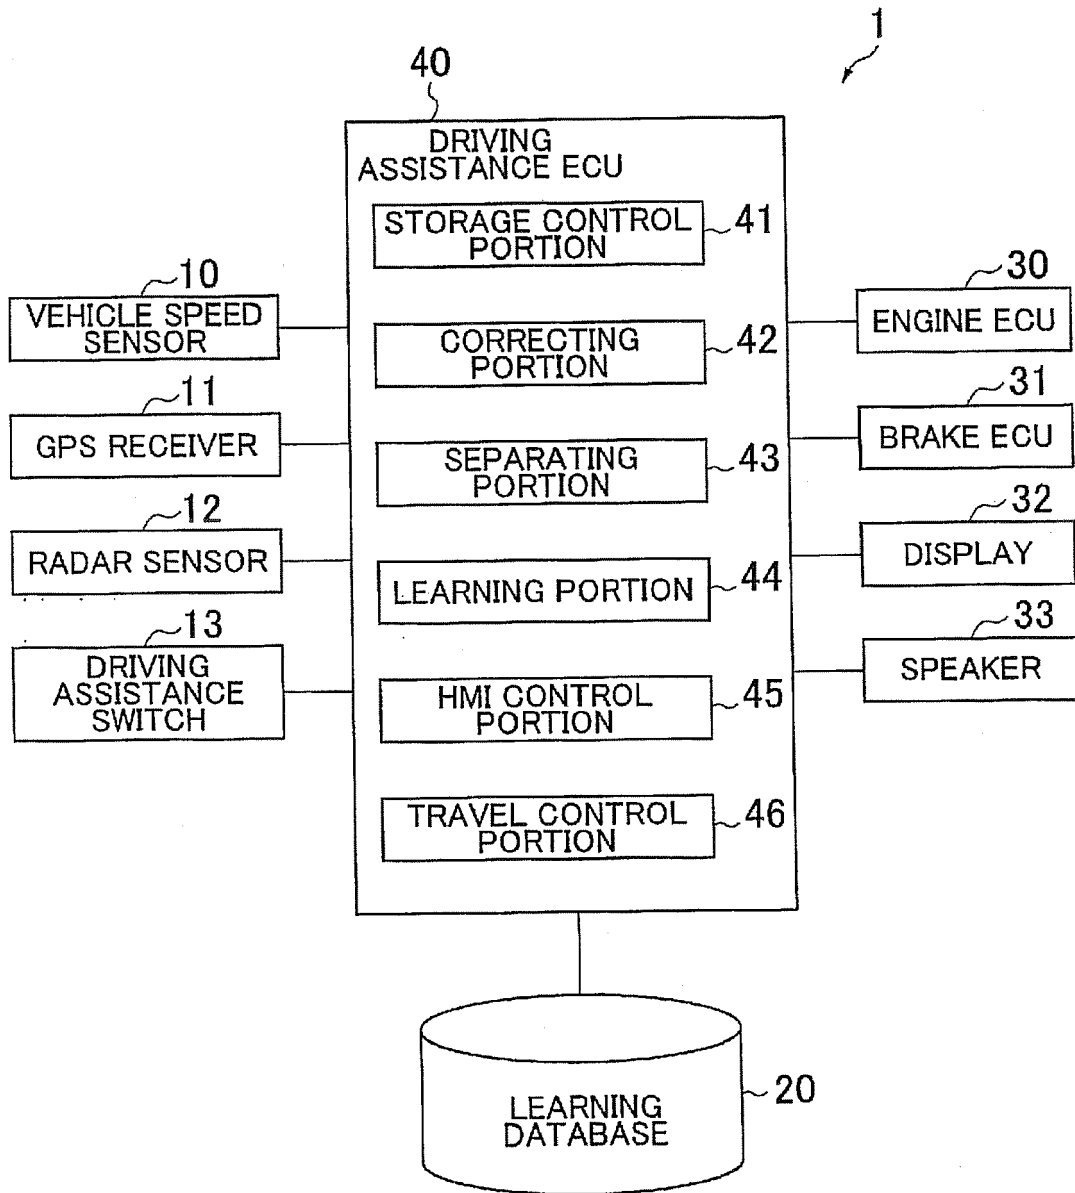 1
40
DRIVING
ASSISTANCE ECU
STORAGE CONTROL
PORTION
41
CORRECTING
PORTION
42
SEPARATING
PORTION
43
LEARNING PORTION
44
HMI CONTROL
PORTION
45
TRAVEL CONTROL
PORTION
46
10
VEHICLE SPEED
SENSOR
11
GPS RECEIVER
12
RADAR SENSOR
13
DRIVING
ASSISTANCE
SWITCH
30
ENGINE ECU
31
BRAKE ECU
32
DISPLAY
33
SPEAKER
LEARNING
DATABASE
20